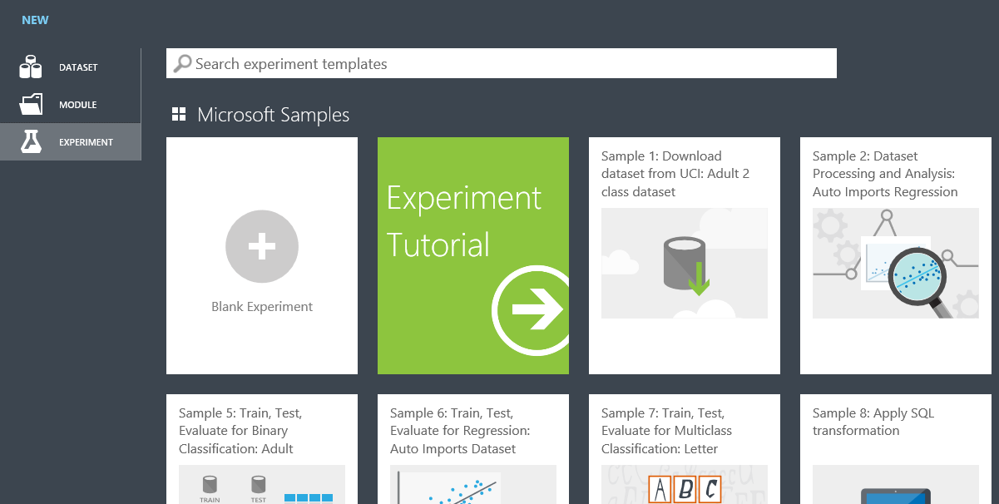 NEW
DATASET
MODULE
EXPERIMENT
Search experiment templates
Microsoft Samples
Blank Experiment
Experiment
Tutorial
Sample 1: Download
dataset from UCI: Adult 2
class dataset
Sample 2: Dataset
Processing and Analysis:
Auto Imports Regression
Sample 5: Train, Test,
Evaluate for Binary
Classification: Adult
TRAIN
TEST
Sample 6: Train, Test,
Evaluate for Regression:
Auto Imports Dataset
Sample 7: Train, Test,
Evaluate for Multiclass
Classification: Letter
A B C
Sample 8: Apply SQL
transformation